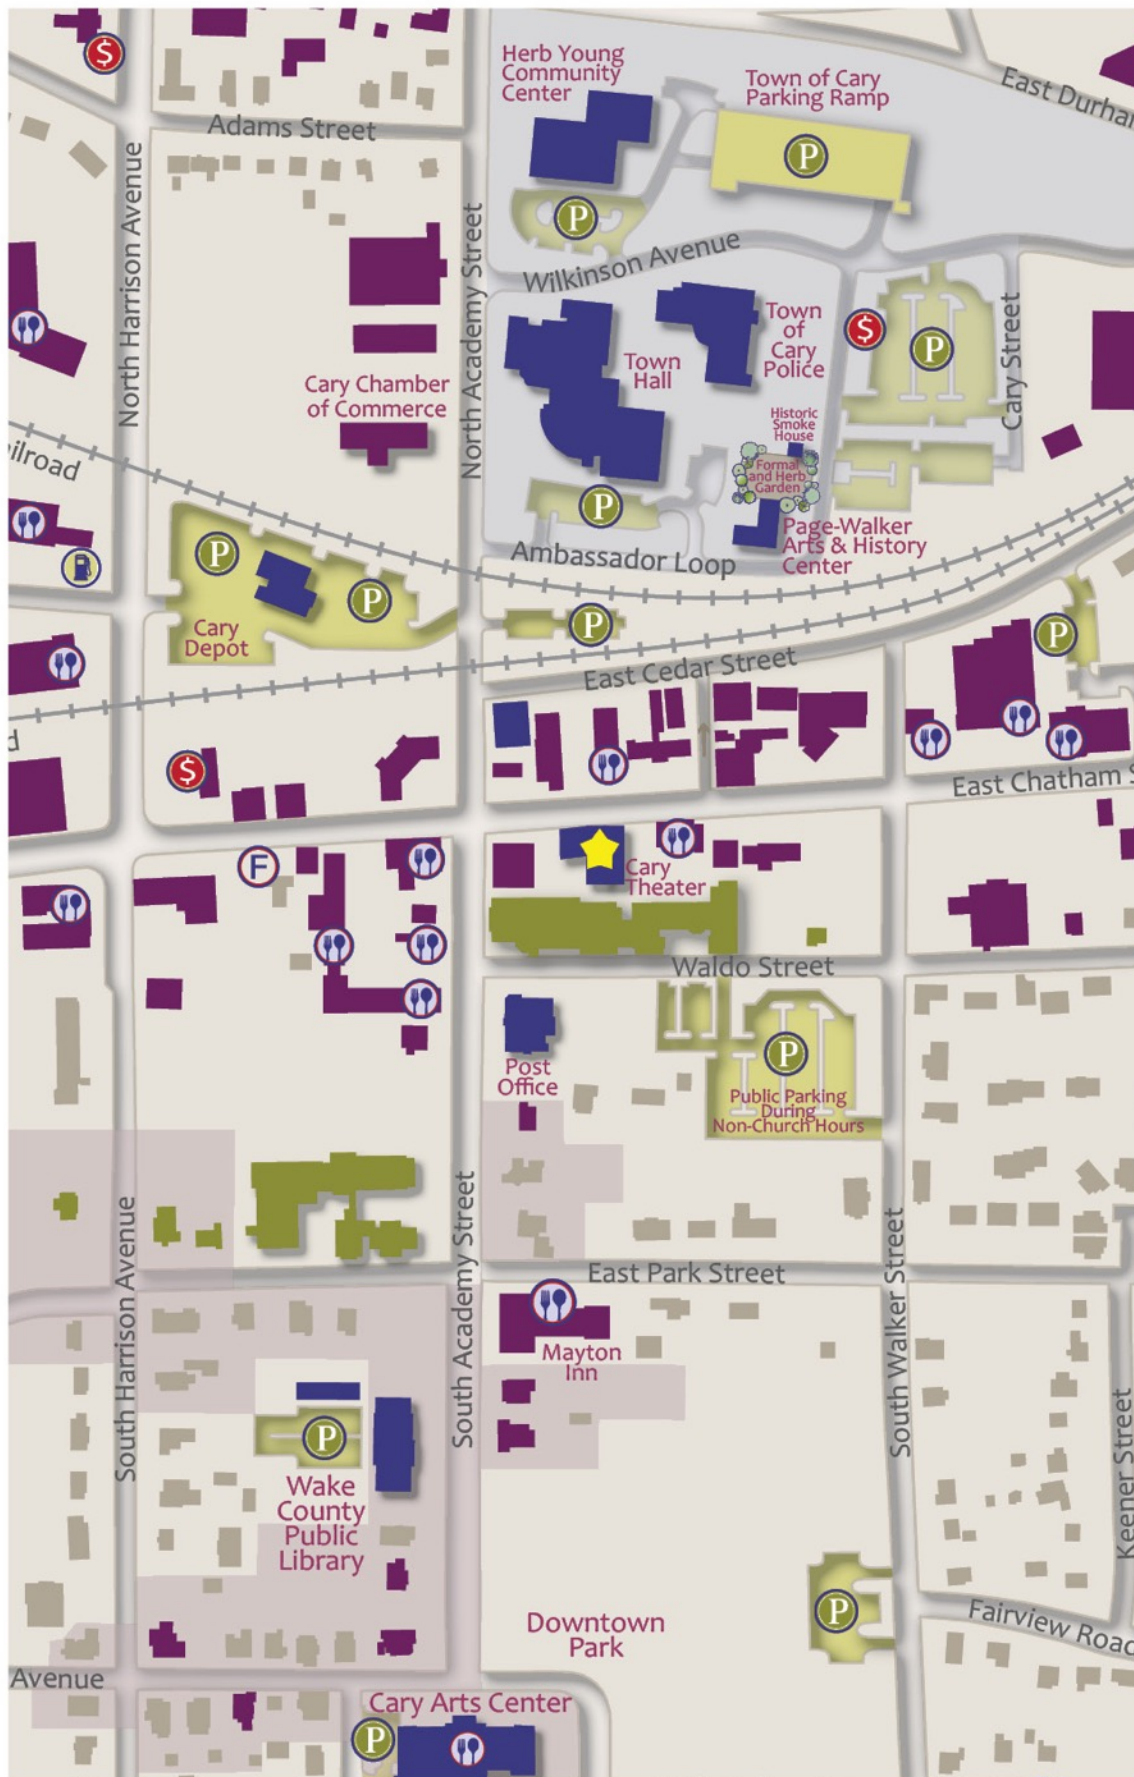 $
Herb Young
Community
Center
Town of Cary
Parking Ramp
East Durha
Adams Street
P
P
North Harrison Avenue
North Academy Street
Wilkinson Avenue
Town
of
Cary
Police
$
P
Cary Street
Town
Hall
Cary Chamber
of Commerce
Historic
Smoke
House
Formal
and Herb
Garden
ilroad
P
Page-Walker
Arts & History
Center
Ambassador Loop
P
P
Cary
Depot
P
P
East Cedar Street
d
$
East Chatham S
F
Cary
Theater
Waldo Street
Post
Office
P
Public Parking
During
Non-Church Hours
South Harrison Avenue
South Academy Street
South Walker Street
East Park Street
Mayton
Inn
P
Wake
County
Public
Library
Keener Street
Downtown
Park
P
Fairview Road
Avenue
Cary Arts Center
P